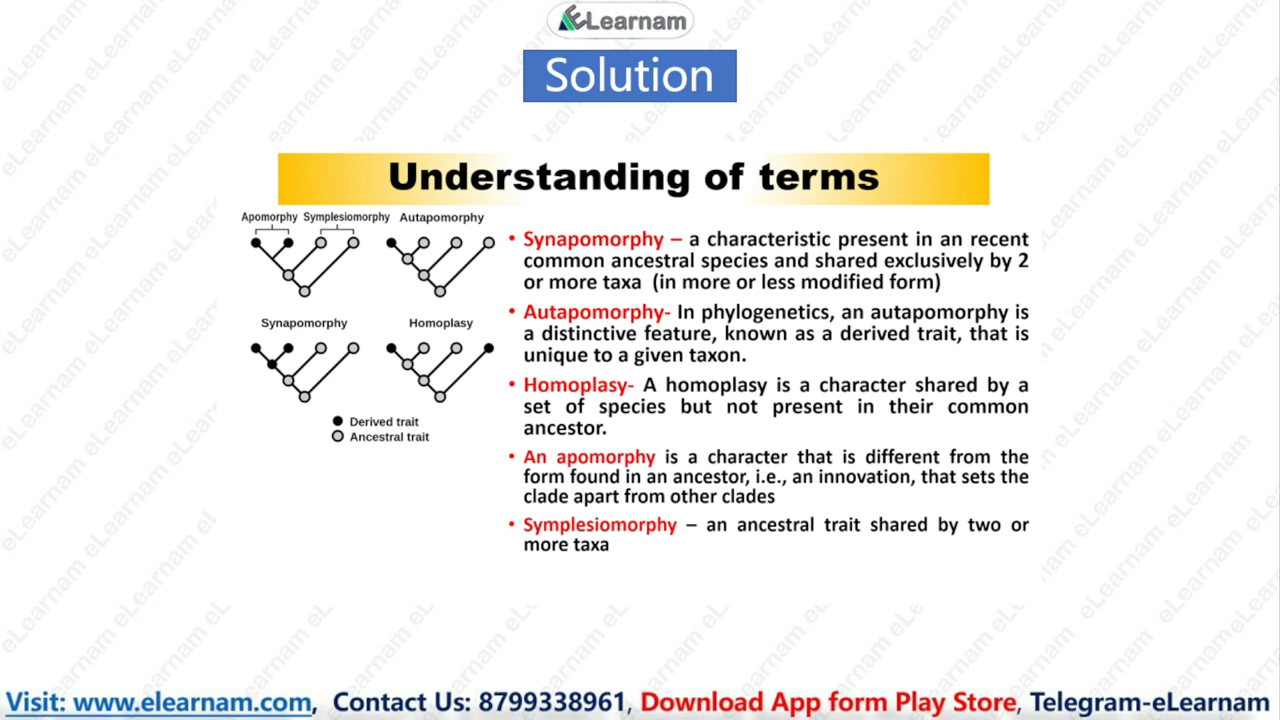 ELearnam
Solution
Understanding of terms
Apomorphy Symplesiomorphy Autapomorphy
Synapomorphy Homoplasy
Derived trait
Ancestral trait
• Synapomorphy – a characteristic present in an recent
common ancestral species and shared exclusively by 2
or more taxa (in more or less modified form)
• Autapomorphy- In phylogenetics, an autapomorphy is
a distinctive feature, known as a derived trait, that is
unique to a given taxon.
• Homoplasy- A homoplasy is a character shared by a
set of species but not present in their common
ancestor.
• An apomorphy is a character that is different from the
form found in an ancestor, i.e., an innovation, that sets the
clade apart from other clades
• Symplesiomorphy – an ancestral trait shared by two or
more taxa
Visit: www.elearnam.com, Contact Us: 8799338961, Download App form Play Store, Telegram-eLearnam